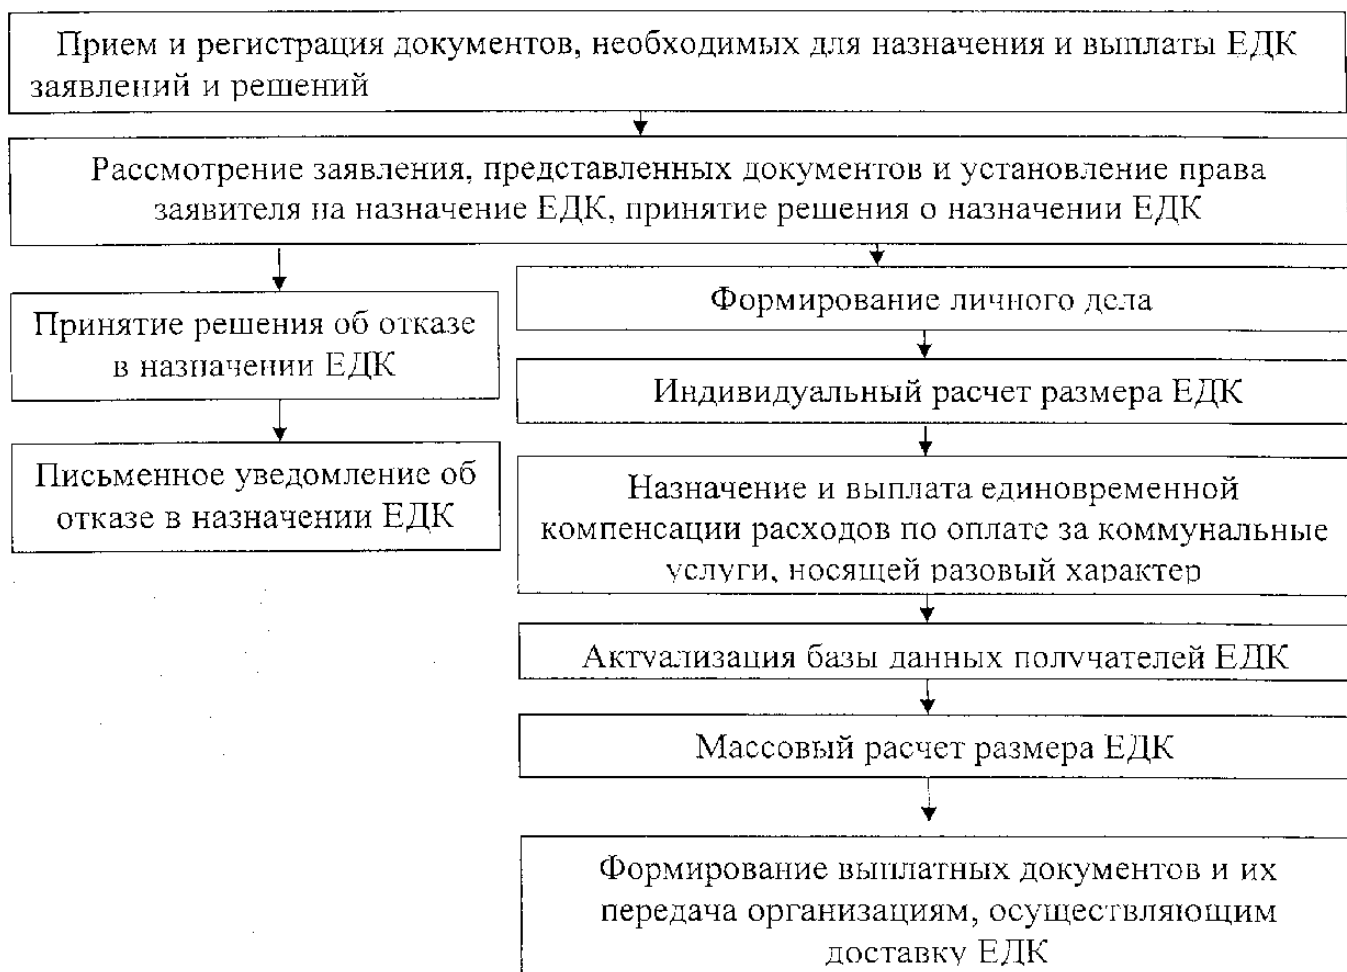 Прием и регистрация документов, необходимых для назначения и выплаты ЕДК
заявлений и решений
Рассмотрение заявления, представленных документов и установление права
заявителя на назначение ЕДК, принятие решения о назначении ЕДК
Принятие решения об отказе
в назначении ЕДК
Письменное уведомление об
отказе в назначении ЕДК
Формирование личного дела
Индивидуальный расчет размера ЕДК
Назначение и выплата единовременной
компенсации расходов по оплате за коммунальные
услуги, носящей разовый характер
Актуализация базы данных получателей ЕДК
Массовый расчет размера ЕДК
Формирование выплатных документов и их
передача организациям, осуществляющим
доставку ЕДК